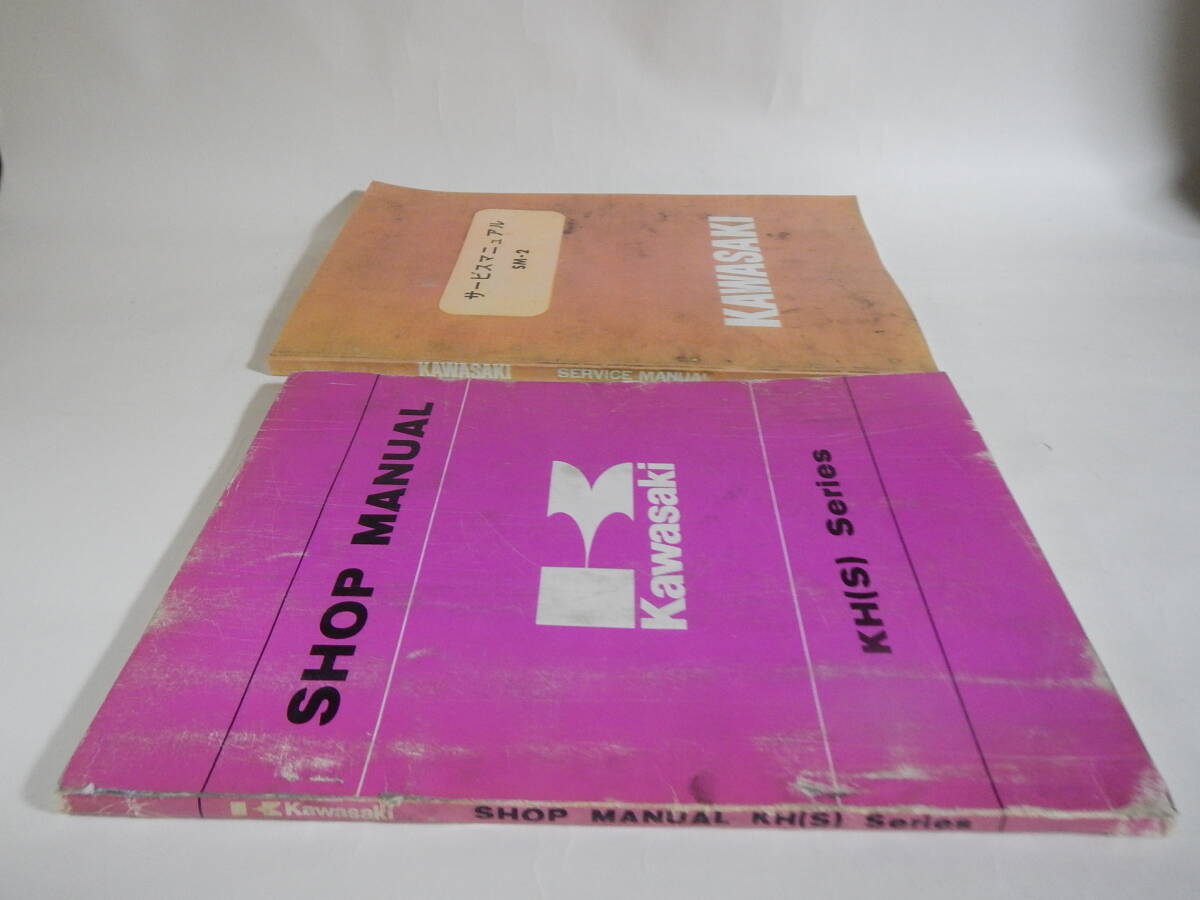 サービスマニュアル
SM-2
KAWASAKI
KAWASAKI SERVICE MANUAL
SHOP MANUAL
Kawasaki
KH(S) Series
Kawasaki SHOP MANUAL KH(S) Series